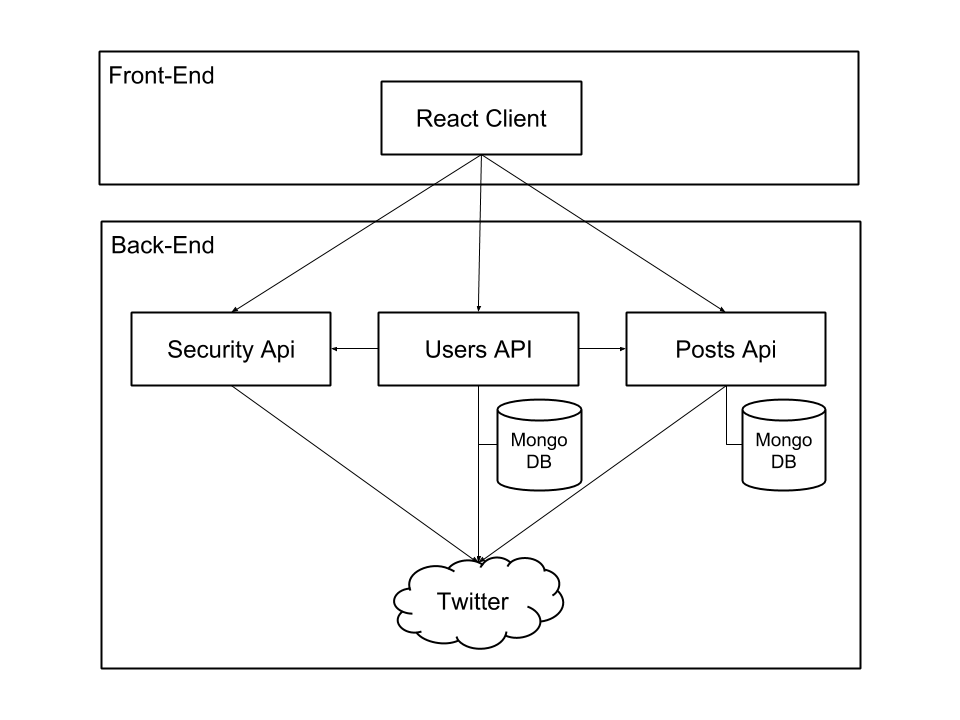 Front-End
React Client
Back-End
Security Api
Users API
Posts Api
Mongo
DB
Mongo
DB
Twitter